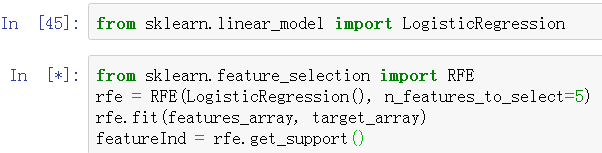 In [45]: from sklearn.linear_model import LogisticRegression
In [*]: from sklearn.feature_selection import RFE
rfe = RFE(LogisticRegression(), n_features_to_select=5)
rfe.fit(features_array, target_array)
featureInd = rfe.get_support()